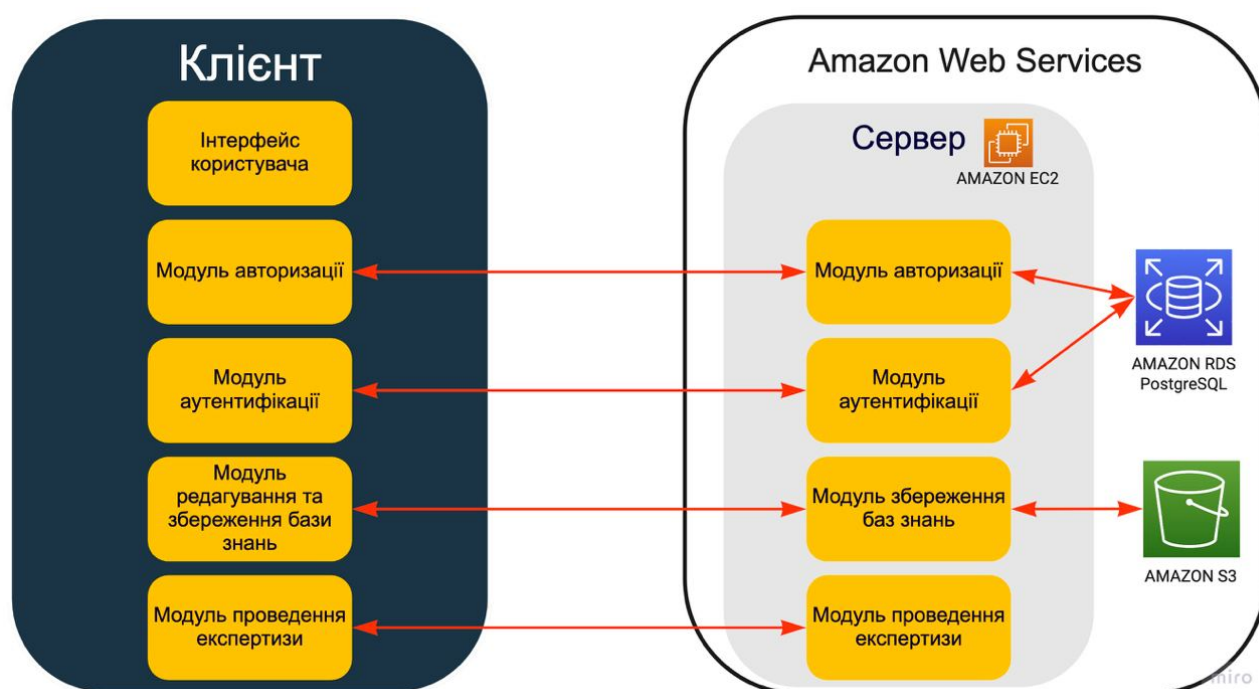 Клієнт
Інтерфейс
користувача
Модуль авторизації
Модуль
аутентифікації
Модуль
редагування та
збереження бази
знань
Модуль проведення
експертизи
Amazon Web Services
Сервер
AMAZON EC2
Модуль авторизації
Модуль
аутентифікації
Модуль збереження
баз знань
Модуль проведення
експертизи
AMAZON RDS
PostgreSQL
AMAZON S3
miro